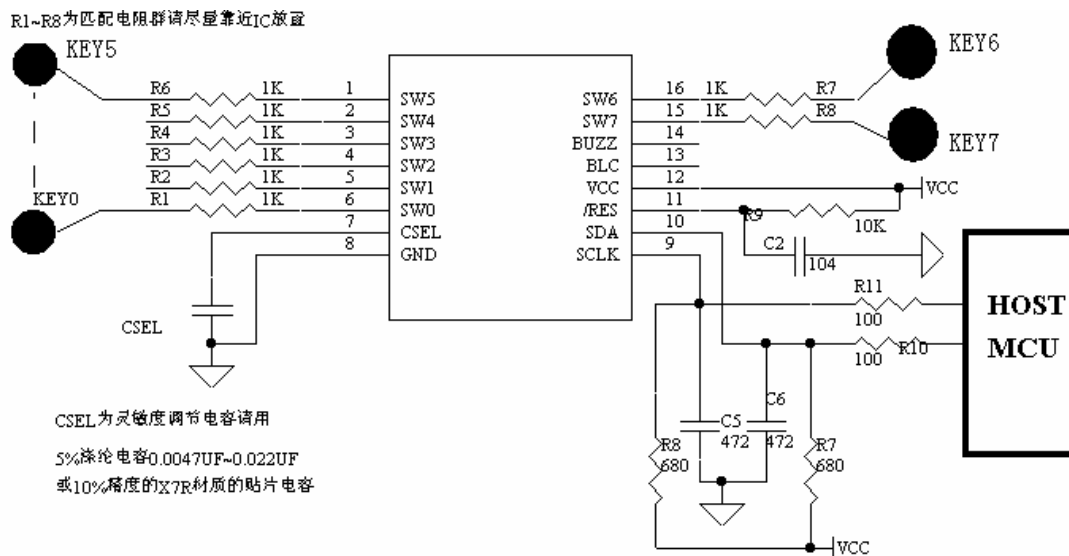 R1~R8为匹配电阻群请尽量靠近IC放置
KEY5
KEY0
R6 1K 1
R5 1K 2
R4 1K 3
R3 1K 4
R2 1K 5
R1 1K 6
7
8
SW5
SW4
SW3
SW2
SW1
SW0
CSEL
GND
SW6
SW7
BUZZ
BLC
VCC
/RES
SDA
SCLK
16 1K R7
15 1K R8
14
13
12
11
10
9
KEY6
KEY7
VCC
R9
10K
C2
104
R11
100
100
R10
HOST
MCU
CSEL
C5
472
C6
472
R8
680
R7
680
VCC
CSEL为灵敏度调节电容请用
5%涤纶电容0.0047UF~0.022UF
或10%精度的X7R材质的贴片电容